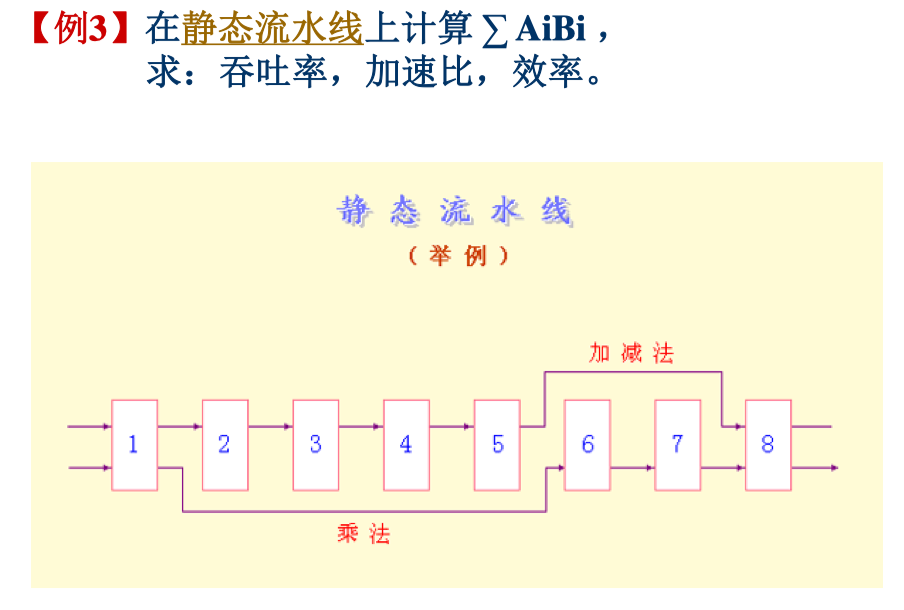 【例3】在静态流水线上计算 ∑ AiBi ，
求：吞吐率，加速比，效率。
静 态 流 水 线
（ 举 例 ）
加 减 法
1 2 3 4 5 6 7 8
乘 法